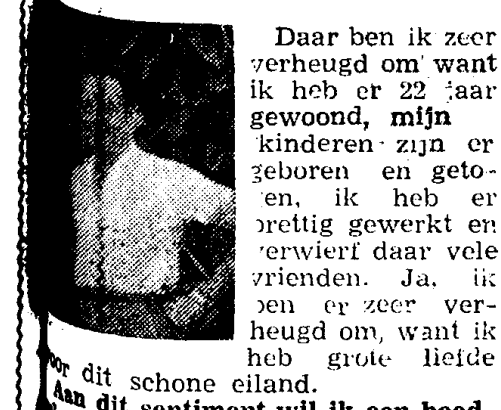 Daar ben ik zeer
verheugd om want
ik heb er 22 jaar
gewoond, mijn
kinderen zijn er
geboren en geto-
gen, ik heb er
prettig gewerkt en
verwierf daar vele
vrienden. Ja, ik
ben er zeer ver-
heugd om, want ik
heb grote liefde
voor dit schone eiland.
Aan dit sentiment wil ik een